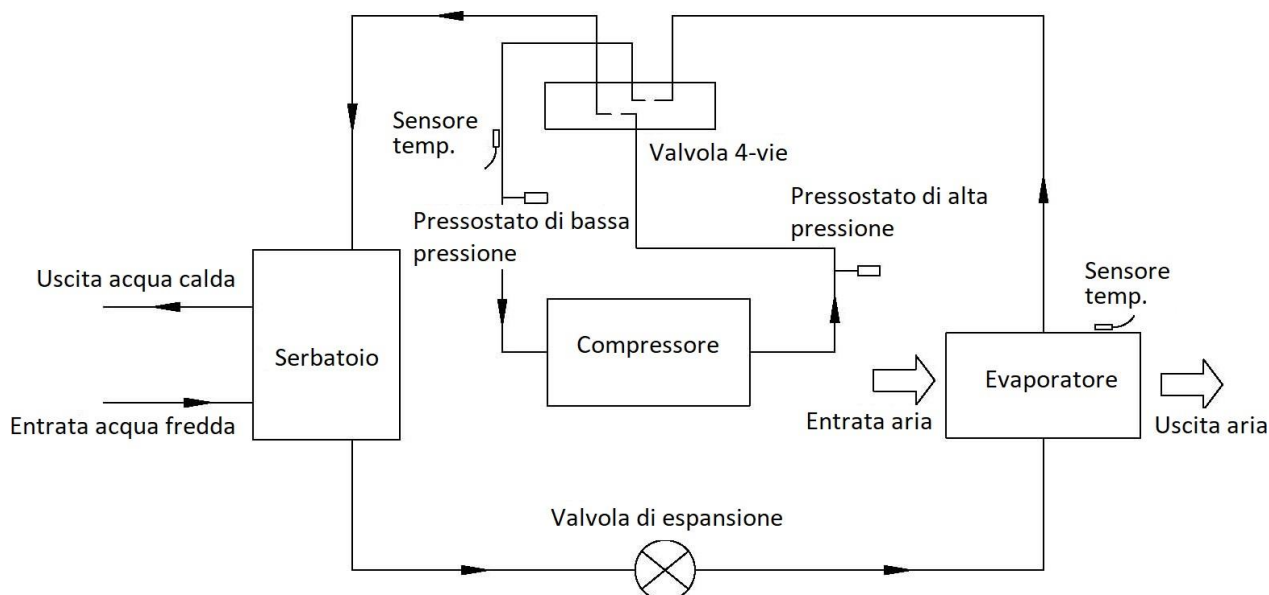 Sensore
temp.
Valvola 4-vie
Pressostato di bassa
pressione
Pressostato di alta
pressione
Uscita acqua calda
Sensore
temp.
Serbatoio
Compressore
Evaporatore
Entrata acqua fredda
Entrata aria
Uscita aria
Valvola di espansione